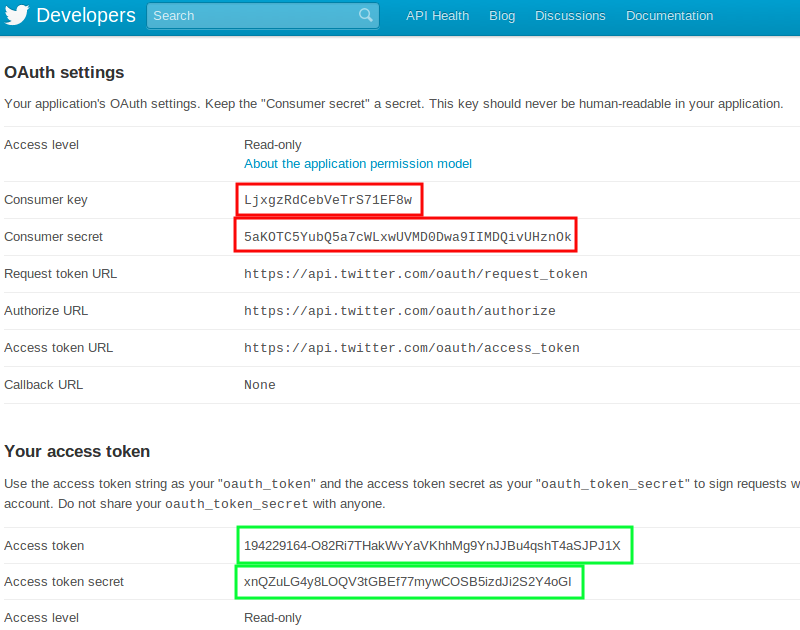 Developers Search API Health Blog Discussions Documentation
OAuth settings
Your application's OAuth settings. Keep the "Consumer secret" a secret. This key should never be human-readable in your application.
Access level Read-only
About the application permission model
Consumer key LjxgzRdCebVeTrS71EF8w
Consumer secret 5aKOTC5YubQ5a7cWLxwUVMD0Dwa9IIMDQivUHznOk
Request token URL https://api.twitter.com/oauth/request_token
Authorize URL https://api.twitter.com/oauth/authorize
Access token URL https://api.twitter.com/oauth/access_token
Callback URL None
Your access token
Use the access token string as your "oauth_token" and the access token secret as your "oauth_token_secret" to sign requests w
account. Do not share your oauth_token_secret with anyone.
Access token 194229164-O82Ri7THakWvYaVKhhMg9YnJJBu4qshT4aSJPJ1X
Access token secret xnQZuLG4y8LOQV3tGBEf77mywCOSB5izdJi2S2Y4oGI
Access level Read-only